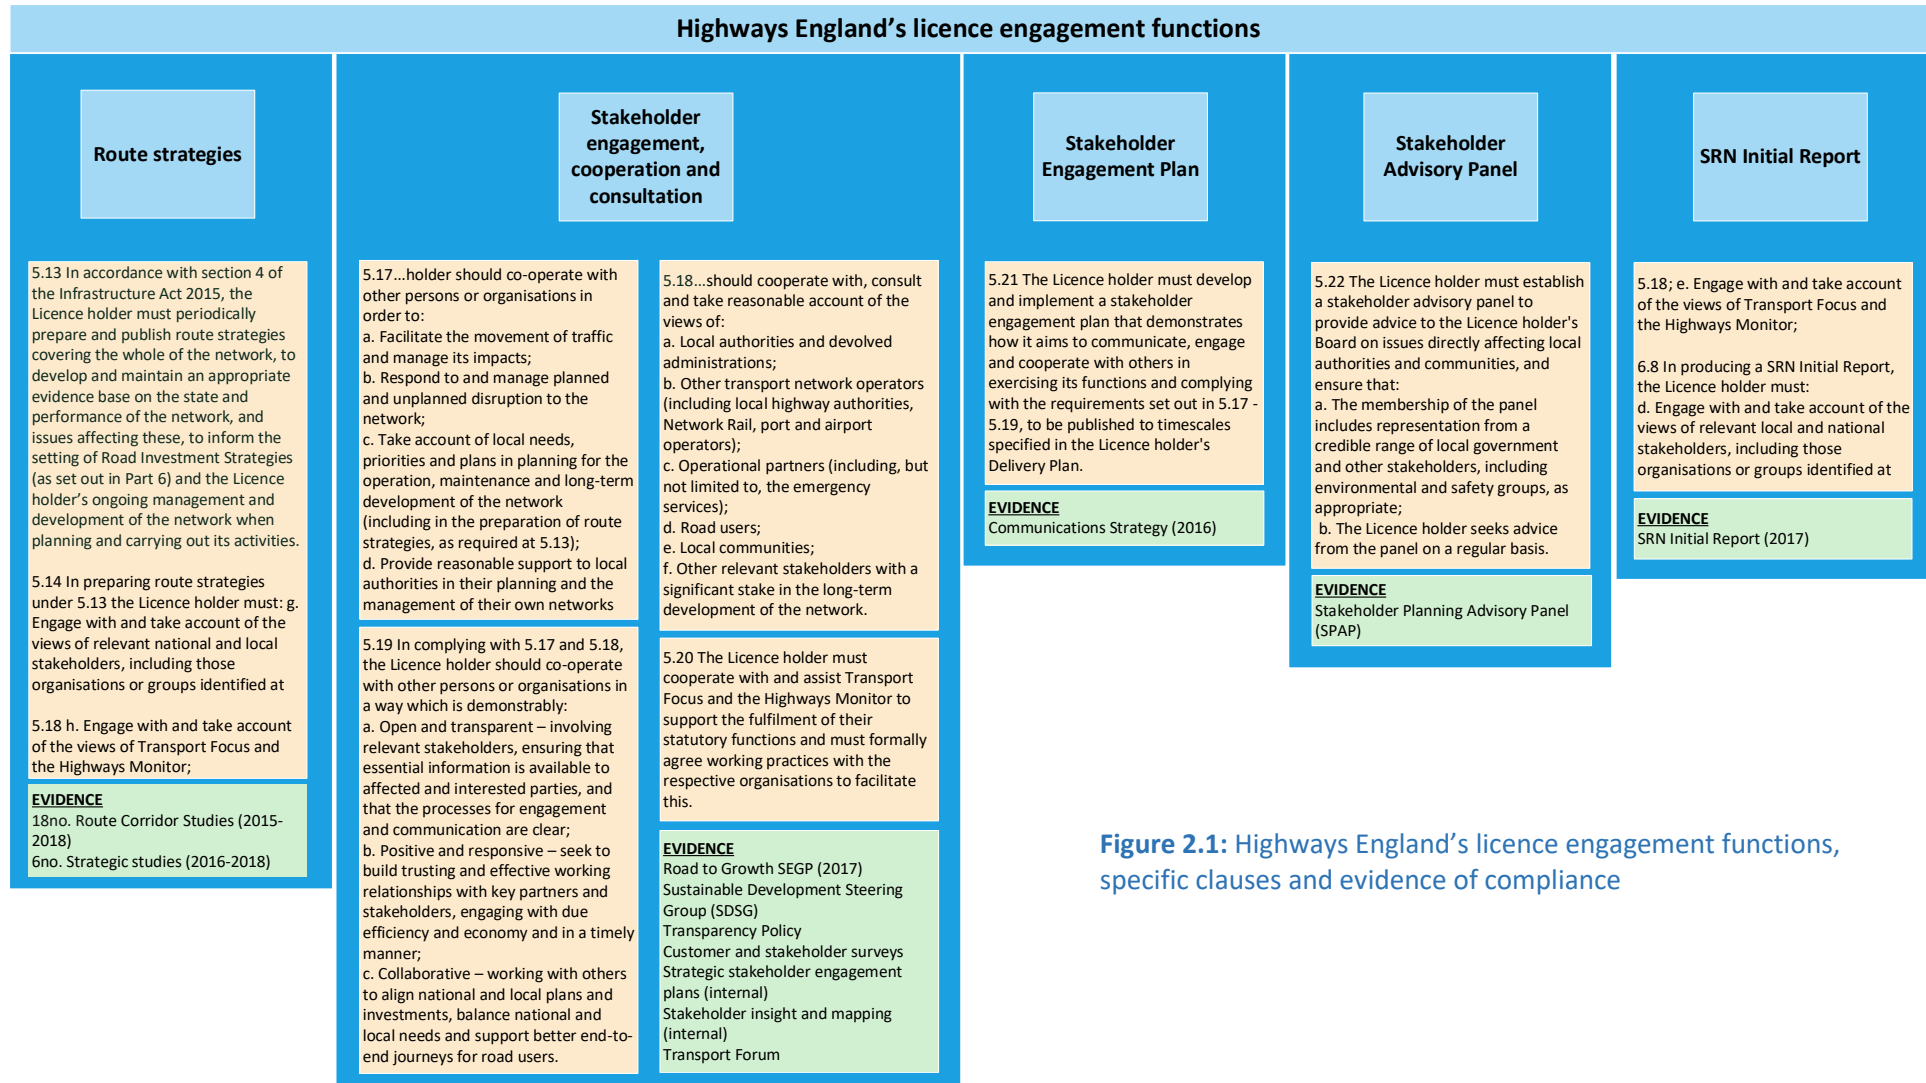 Highways England’s licence engagement functions
Route strategies
5.13 In accordance with section 4 of
the Infrastructure Act 2015, the
Licence holder must periodically
prepare and publish route strategies
covering the whole of the network, to
develop and maintain an appropriate
evidence base on the state and
performance of the network, and
issues affecting these, to inform the
setting of Road Investment Strategies
(as set out in Part 6) and the Licence
holder’s ongoing management and
development of the network when
planning and carrying out its activities.
5.14 In preparing route strategies
under 5.13 the Licence holder must: g.
Engage with and take account of the
views of relevant national and local
stakeholders, including those
organisations or groups identified at
5.18 h. Engage with and take account
of the views of Transport Focus and
the Highways Monitor;
EVIDENCE
18no. Route Corridor Studies (2015-
2018)
6no. Strategic studies (2016-2018)
Stakeholder
engagement,
cooperation and
consultation
5.17...holder should co-operate with
other persons or organisations in
order to:
a. Facilitate the movement of traffic
and manage its impacts;
b. Respond to and manage planned
and unplanned disruption to the
network;
c. Take account of local needs,
priorities and plans in planning for the
operation, maintenance and long-term
development of the network
(including in the preparation of route
strategies, as required at 5.13);
d. Provide reasonable support to local
authorities in their planning and the
management of their own networks
5.19 In complying with 5.17 and 5.18,
the Licence holder should co-operate
with other persons or organisations in
a way which is demonstrably:
a. Open and transparent – involving
relevant stakeholders, ensuring that
essential information is available to
affected and interested parties, and
that the processes for engagement
and communication are clear;
b. Positive and responsive – seek to
build trusting and effective working
relationships with key partners and
stakeholders, engaging with due
efficiency and economy and in a timely
manner;
c. Collaborative – working with others
to align national and local plans and
investments, balance national and
local needs and support better end-to-
end journeys for road users.
5.18...should cooperate with, consult
and take reasonable account of the
views of:
a. Local authorities and devolved
administrations;
b. Other transport network operators
(including local highway authorities,
Network Rail, port and airport
operators);
c. Operational partners (including, but
not limited to, the emergency
services);
d. Road users;
e. Local communities;
f. Other relevant stakeholders with a
significant stake in the long-term
development of the network.
5.20 The Licence holder must
cooperate with and assist Transport
Focus and the Highways Monitor to
support the fulfilment of their
statutory functions and must formally
agree working practices with the
respective organisations to facilitate
this.
EVIDENCE
Road to Growth SEGP (2017)
Sustainable Development Steering
Group (SDSG)
Transparency Policy
Customer and stakeholder surveys
Strategic stakeholder engagement
plans (internal)
Stakeholder insight and mapping
(internal)
Transport Forum
Stakeholder
Engagement Plan
5.21 The Licence holder must develop
and implement a stakeholder
engagement plan that demonstrates
how it aims to communicate, engage
and cooperate with others in
exercising its functions and complying
with the requirements set out in 5.17 -
5.19, to be published to timescales
specified in the Licence holder's
Delivery Plan.
EVIDENCE
Communications Strategy (2016)
Stakeholder
Advisory Panel
5.22 The Licence holder must establish
a stakeholder advisory panel to
provide advice to the Licence holder's
Board on issues directly affecting local
authorities and communities, and
ensure that:
a. The membership of the panel
includes representation from a
credible range of local government
and other stakeholders, including
environmental and safety groups, as
appropriate;
b. The Licence holder seeks advice
from the panel on a regular basis.
EVIDENCE
Stakeholder Planning Advisory Panel
(SPAP)
SRN Initial Report
5.18; e. Engage with and take account
of the views of Transport Focus and
the Highways Monitor;
6.8 In producing a SRN Initial Report,
the Licence holder must:
d. Engage with and take account of the
views of relevant local and national
stakeholders, including those
organisations or groups identified at
EVIDENCE
SRN Initial Report (2017)
Figure 2.1: Highways England’s licence engagement functions,
specific clauses and evidence of compliance